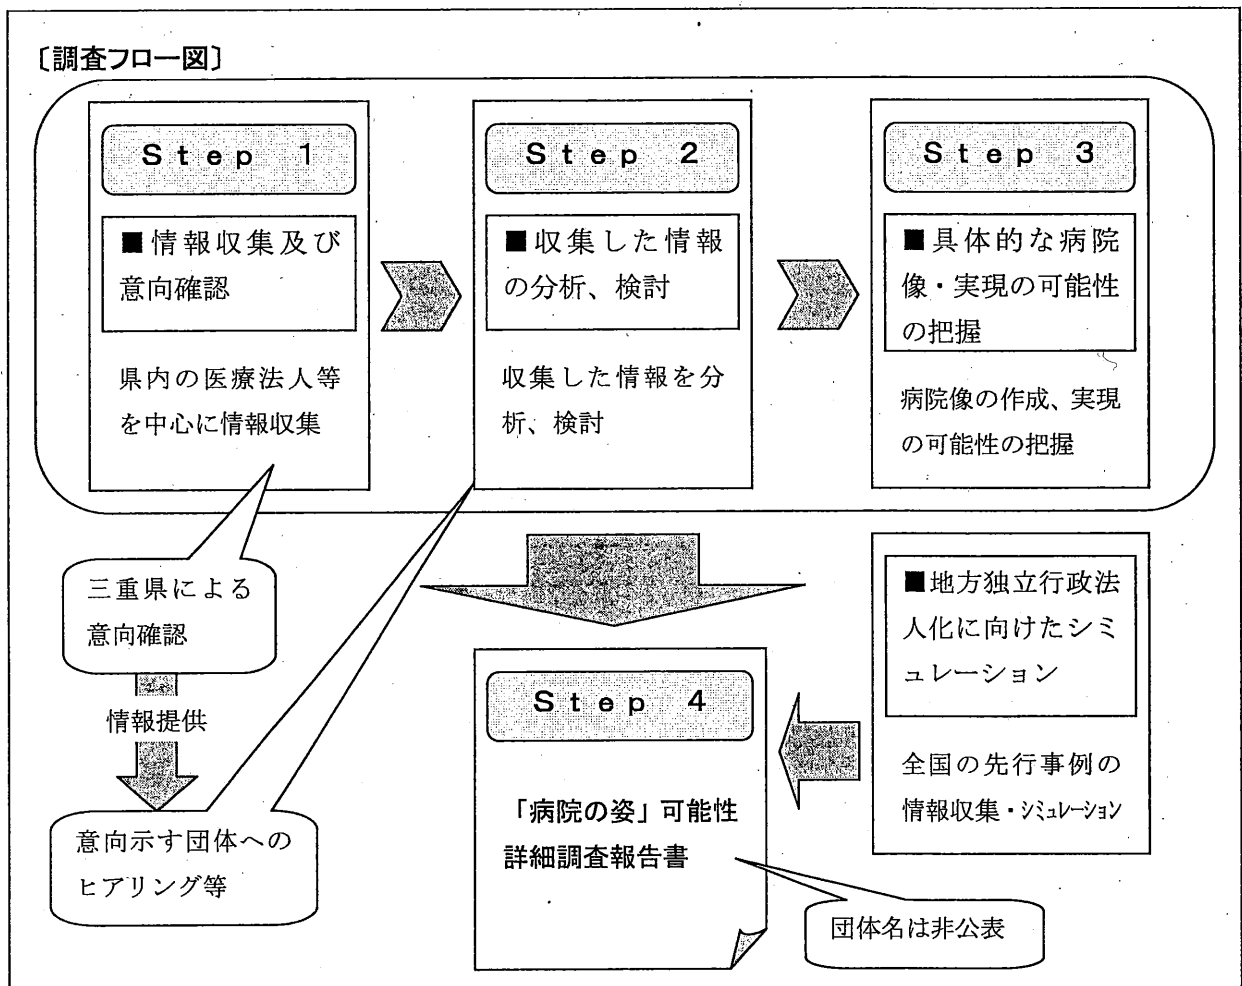 〔調査フロー図〕
Step 1
■情報収集及び
意向確認
県内の医療法人等
を中心に情報収集
Step 2
■収集した情報
の分析、検討
収集した情報を分
析、検討
Step 3
■具体的な病院
像・実現の可能性
の把握
病院像の作成、実現
の可能性の把握
三重県による
意向確認
情報提供
意向示す団体への
ヒアリング等
■地方独立行政法
人化に向けたシミ
ュレーション
全国の先行事例の
情報収集・シミュレーション
Step 4
「病院の姿」可能性
詳細調査報告書
団体名は非公表